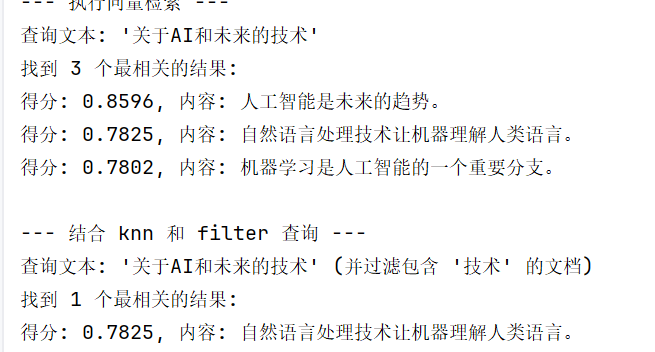 --- 执行向量检索 ---
查询文本: '关于AI和未来的技术'
找到 3 个最相关的结果:
得分: 0.8596, 内容: 人工智能是未来的趋势。
得分: 0.7825, 内容: 自然语言处理技术让机器理解人类语言。
得分: 0.7802, 内容: 机器学习是人工智能的一个重要分支。
--- 结合 knn 和 filter 查询 ---
查询文本: '关于AI和未来的技术' (并过滤包含 '技术' 的文档)
找到 1 个最相关的结果:
得分: 0.7825, 内容: 自然语言处理技术让机器理解人类语言。